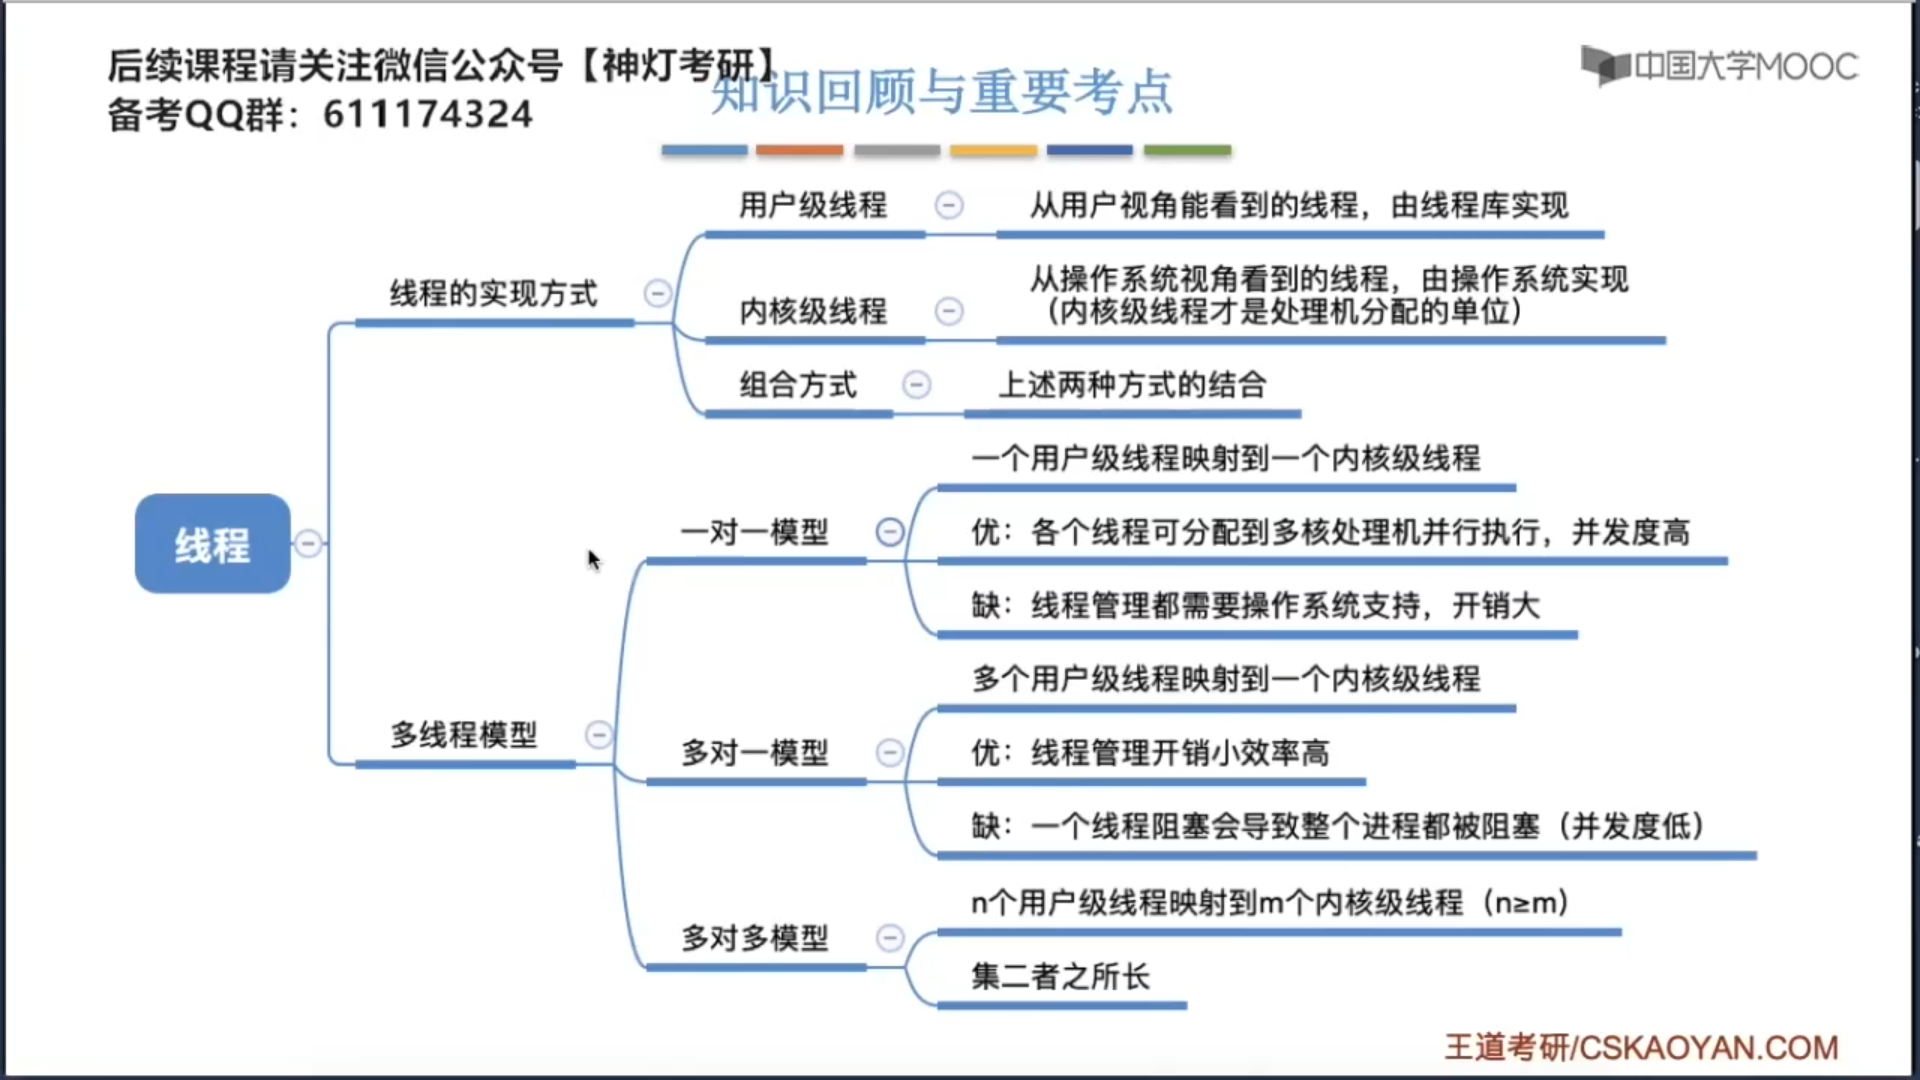 后续课程请关注微信公众号【神灯考研】
备考QQ群：611174324
知识回顾与重要考点
中国大学MOOC
线程
线程的实现方式
用户级线程
从用户视角能看到的线程，由线程库实现
内核级线程
从操作系统视角看到的线程，由操作系统实现
（内核级线程才是处理机分配的单位）
组合方式
上述两种方式的结合
多线程模型
一对一模型
一个用户级线程映射到一个内核级线程
优：各个线程可分配到多核处理机并行执行，并发度高
缺：线程管理都需要操作系统支持，开销大
多对一模型
多个用户级线程映射到一个内核级线程
优：线程管理开销小效率高
缺：一个线程阻塞会导致整个进程都被阻塞（并发度低）
多对多模型
n个用户级线程映射到m个内核级线程（n≥m）
集二者之所长
王道考研/CSKAOYAN.COM